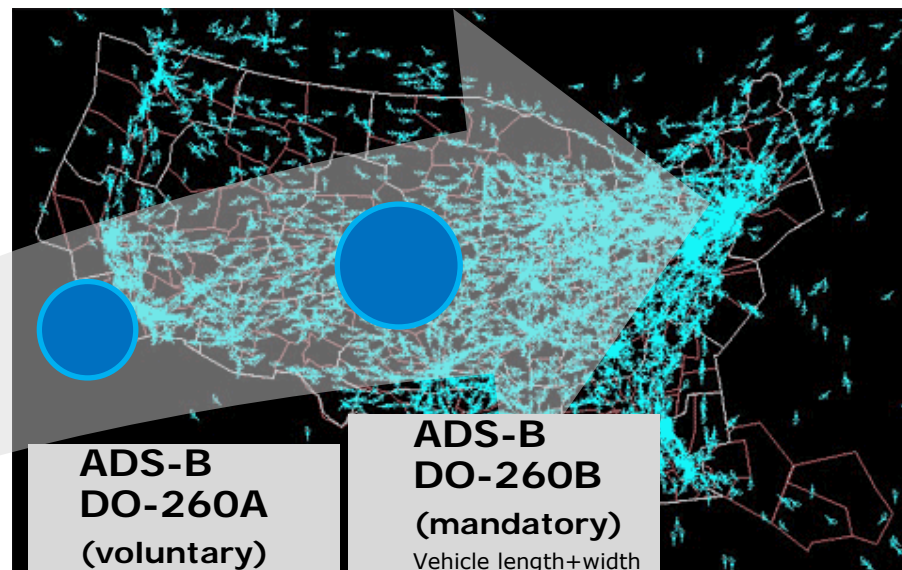 ADS-B
DO-260A
(voluntary)
ADS-B
DO-260B
(mandatory)
Vehicle length+width